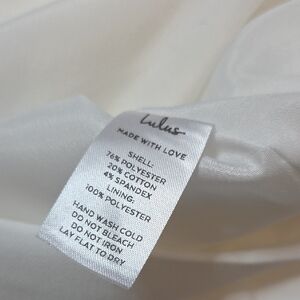 Lulus
MADE WITH LOVE
SHELL:
76% POLYESTER
20% COTTON
4% SPANDEX
LINING:
100% POLYESTER
HAND WASH COLD
DO NOT BLEACH
DO NOT IRON
LAY FLAT TO DRY